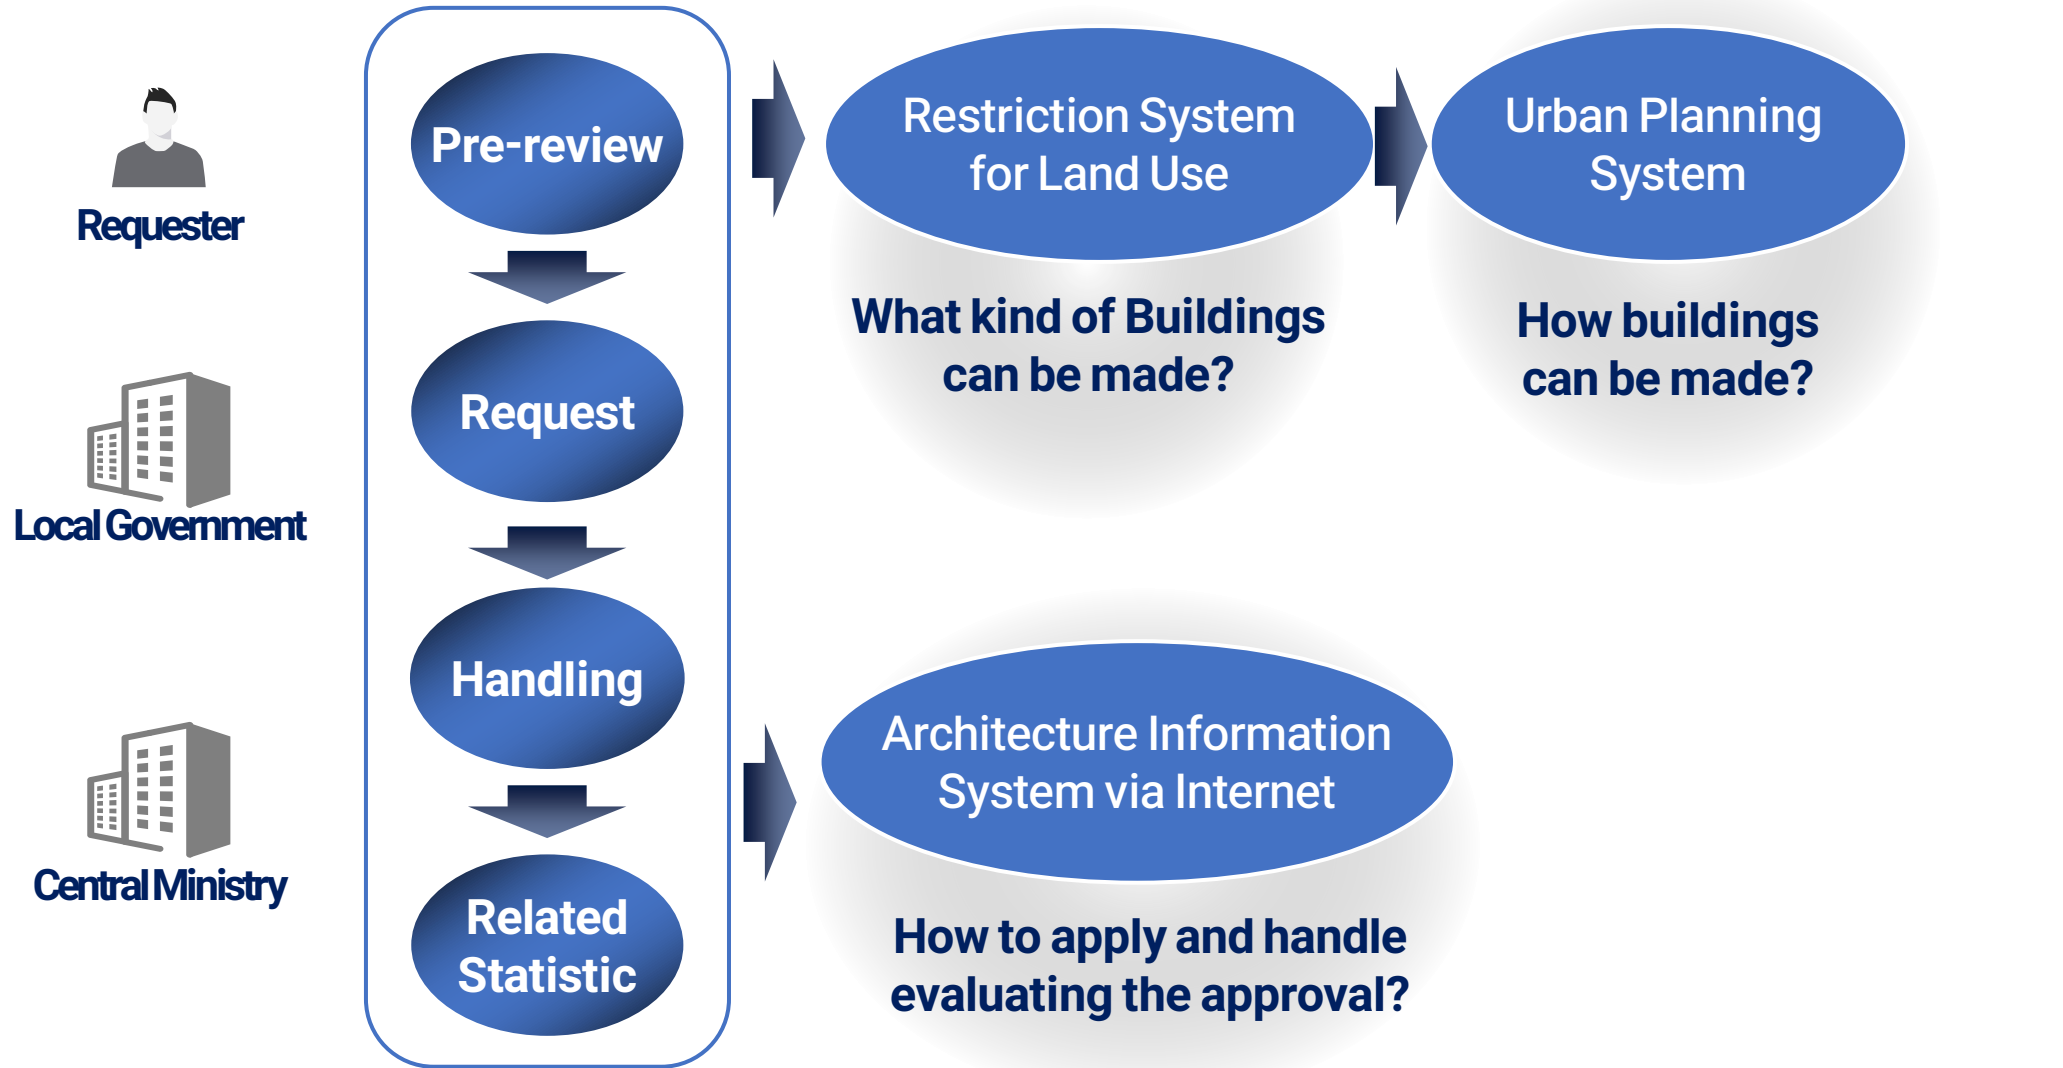 Requester
Local Government
Central Ministry
Pre-review
Request
Handling
Related
Statistic
Restriction System
for Land Use
What kind of Buildings
can be made?
Urban Planning
System
How buildings
can be made?
Architecture Information
System via Internet
How to apply and handle
evaluating the approval?